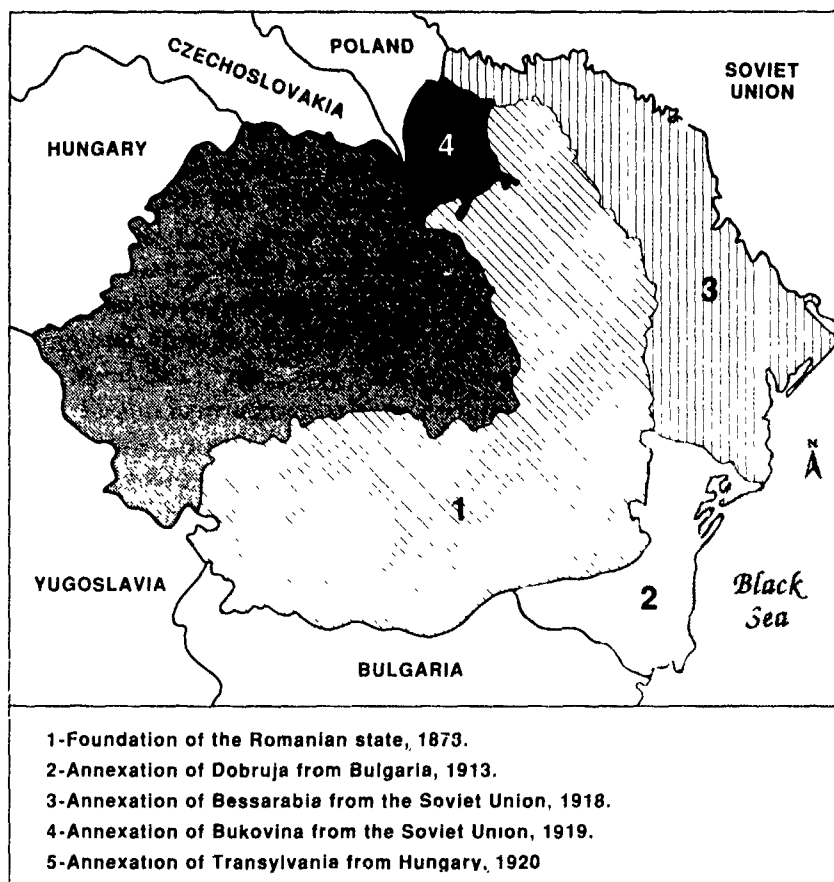 POLAND
CZECHOSLOVAKIA
SOVIET
UNION
HUNGARY
4
3
N
1
YUGOSLAVIA
2
Black
Sea
BULGARIA
1-Foundation of the Romanian state, 1873.
2-Annexation of Dobruja from Bulgaria, 1913.
3-Annexation of Bessarabia from the Soviet Union, 1918.
4-Annexation of Bukovina from the Soviet Union, 1919.
5-Annexation of Transylvania from Hungary, 1920